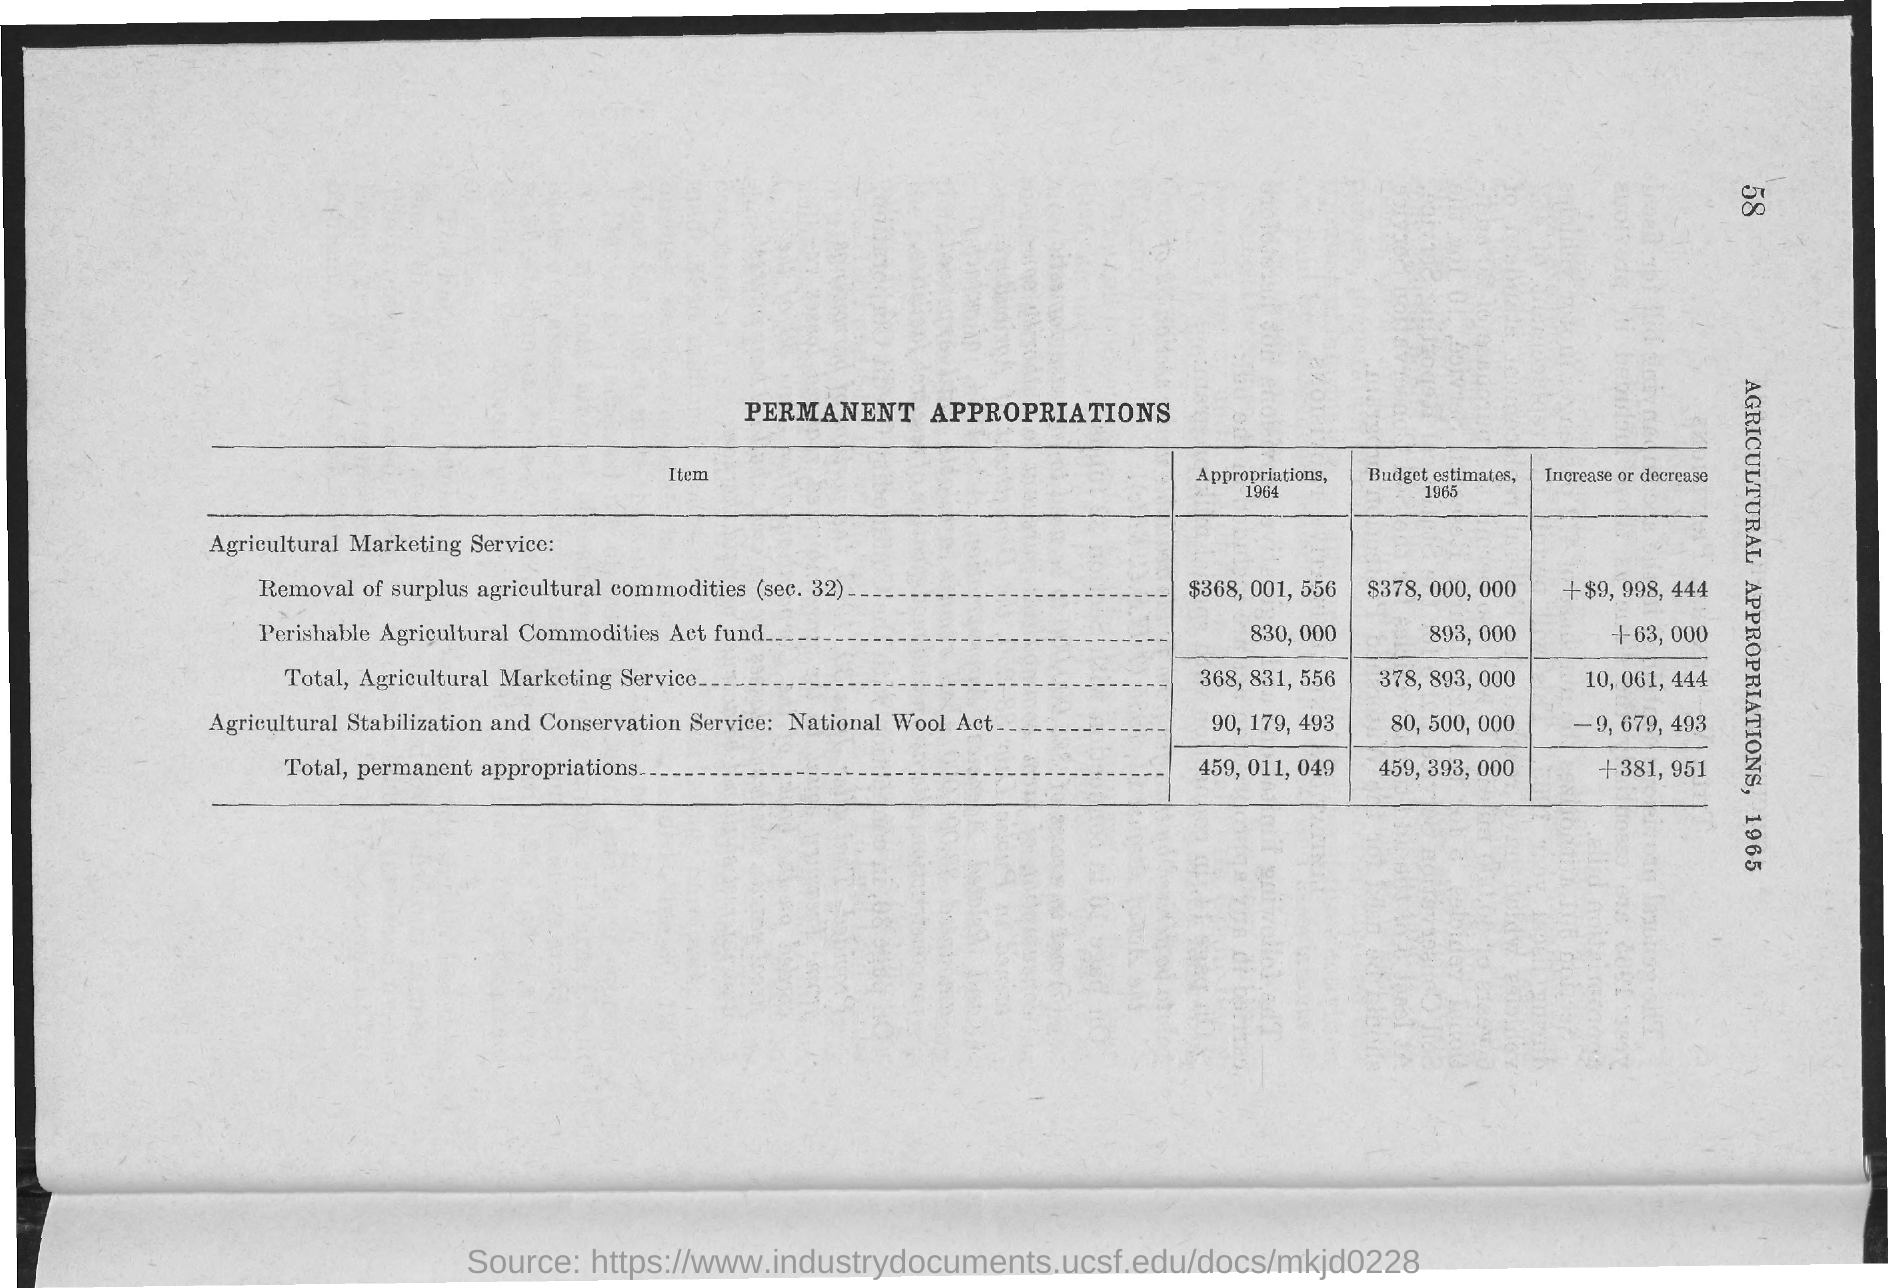 58
AGRICULTURAL APPROPRIATIONS, 1965
PERMANENT APPROPRIATIONS
Item
Appropriations, 1964
Budget estimates, 1965
Increase or decrease
Agricultural Marketing Service:
Removal of surplus agricultural commodities (sec. 32) $368, 001, 556 $378, 000, 000 +$9, 998, 444
Perishable Agricultural Commodities Act fund 830, 000 893, 000 +63, 000
Total, Agricultural Marketing Service 368, 831, 556 378, 893, 000 10, 061, 444
Agricultural Stabilization and Conservation Service: National Wool Act 90, 179, 493 80, 500, 000 —9, 679, 493
Total, permanent appropriations 459, 011, 049 459, 393, 000 +381, 951
Source: https://www.industrydocuments.ucsf.edu/docs/mkjd0228